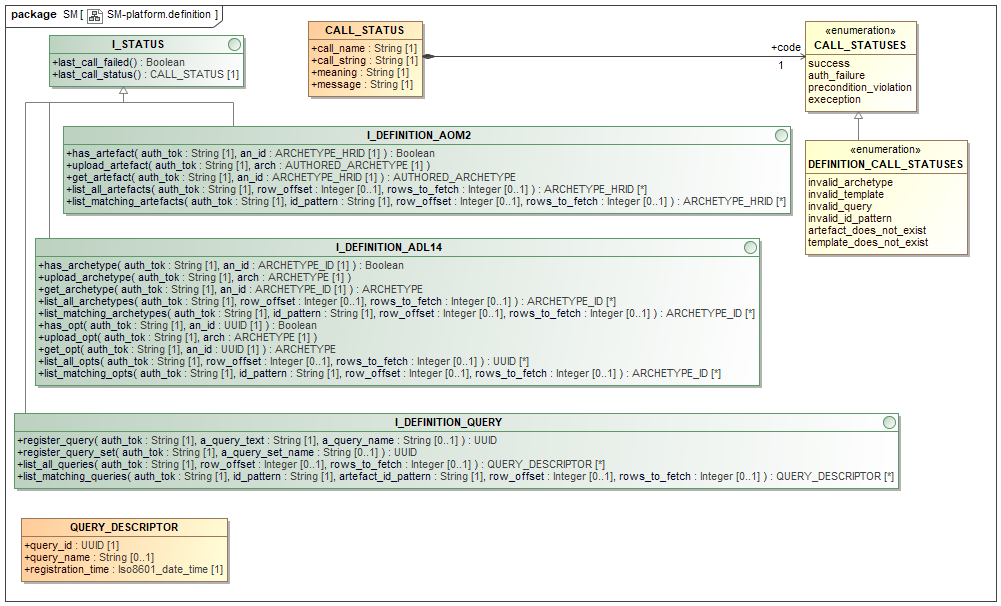 package SM [ SM-platform.definition ]
I_STATUS
+last_call_failed() : Boolean
+last_call_status() : CALL_STATUS [1]
CALL_STATUS
+call_name : String [1]
+call_string : String [1]
+meaning : String [1]
+message : String [1]
+code
1
«enumeration»
CALL_STATUSES
success
auth_failure
precondition_violation
exeception
«enumeration»
DEFINITION_CALL_STATUSES
invalid_archetype
invalid_template
invalid_query
invalid_id_pattern
artefact_does_not_exist
template_does_not_exist
I_DEFINITION_AOM2
+has_artefact( auth_tok : String [1], an_id : ARCHETYPE_HRID [1] ) : Boolean
+upload_artefact( auth_tok : String [1], arch : AUTHORED_ARCHETYPE [1] )
+get_artefact( auth_tok : String [1], an_id : ARCHETYPE_HRID [1] ) : AUTHORED_ARCHETYPE
+list_all_artefacts( auth_tok : String [1], row_offset : Integer [0..1], rows_to_fetch : Integer [0..1] ) : ARCHETYPE_HRID [*]
+list_matching_artefacts( auth_tok : String [1], id_pattern : String [1], row_offset : Integer [0..1], rows_to_fetch : Integer [0..1] ) : ARCHETYPE_HRID [*]
I_DEFINITION_ADL14
+has_archetype( auth_tok : String [1], an_id : ARCHETYPE_ID [1] ) : Boolean
+upload_archetype( auth_tok : String [1], arch : ARCHETYPE [1] )
+get_archetype( auth_tok : String [1], an_id : ARCHETYPE_ID [1] ) : ARCHETYPE
+list_all_archetypes( auth_tok : String [1], row_offset : Integer [0..1], rows_to_fetch : Integer [0..1] ) : ARCHETYPE_ID [*]
+list_matching_archetypes( auth_tok : String [1], id_pattern : String [1], row_offset : Integer [0..1], rows_to_fetch : Integer [0..1] ) : ARCHETYPE_ID [*]
+has_opt( auth_tok : String [1], an_id : UUID [1] ) : Boolean
+upload_opt( auth_tok : String [1], arch : ARCHETYPE [1] )
+get_opt( auth_tok : String [1], an_id : UUID [1] ) : ARCHETYPE
+list_all_opts( auth_tok : String [1], row_offset : Integer [0..1], rows_to_fetch : Integer [0..1] ) : UUID [*]
+list_matching_opts( auth_tok : String [1], id_pattern : String [1], row_offset : Integer [0..1], rows_to_fetch : Integer [0..1] ) : ARCHETYPE_ID [*]
I_DEFINITION_QUERY
+register_query( auth_tok : String [1], a_query_text : String [1], a_query_name : String [0..1] ) : UUID
+register_query_set( auth_tok : String [1], a_query_set_name : String [0..1] ) : UUID
+list_all_queries( auth_tok : String [1], row_offset : Integer [0..1], rows_to_fetch : Integer [0..1] ) : QUERY_DESCRIPTOR [*]
+list_matching_queries( auth_tok : String [1], id_pattern : String [1], artefact_id_pattern : String [1], row_offset : Integer [0..1], rows_to_fetch : Integer [0..1] ) : QUERY_DESCRIPTOR [*]
QUERY_DESCRIPTOR
+query_id : UUID [1]
+query_name : String [0..1]
+registration_time : Iso8601_date_time [1]